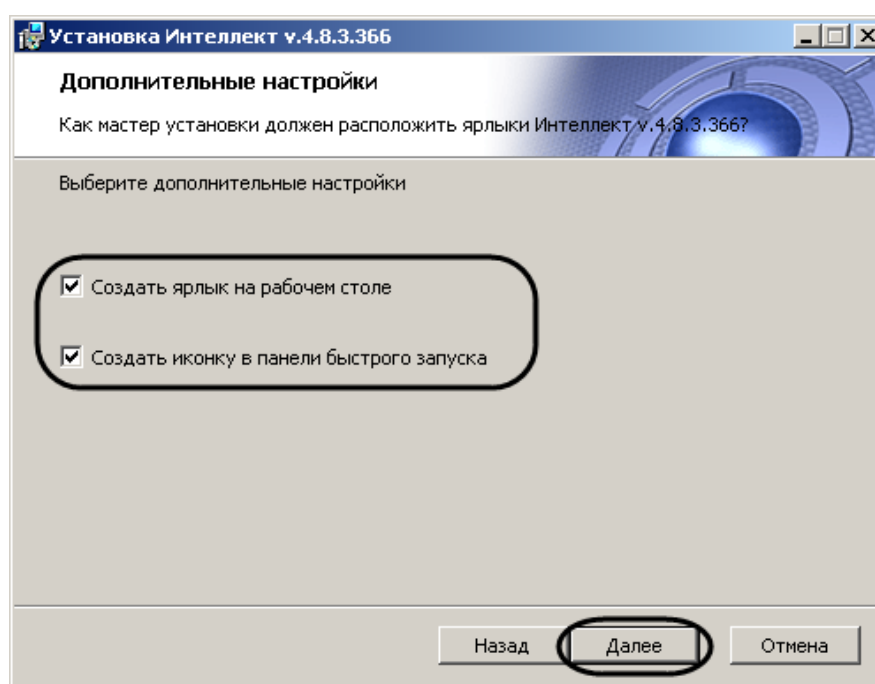 Установка Интеллект v.4.8.3.366
Дополнительные настройки
Как мастер установки должен расположить ярлыки Интеллект v.4.8.3.366?
Выберите дополнительные настройки
Создать ярлык на рабочем столе
Создать иконку в панели быстрого запуска
Назад Далее Отмена